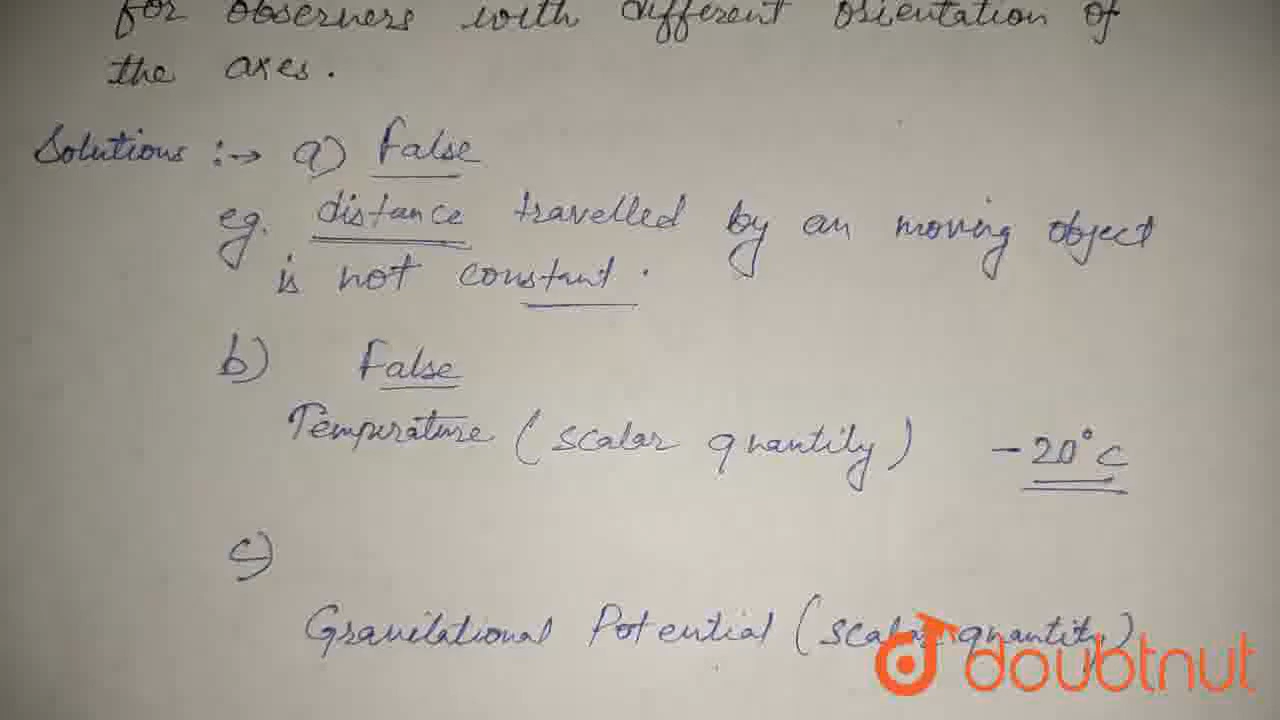 for observers with different orientation of
the axes.
Solutions :→ a) False
eg. distance travelled by an moving object
is not constant.
b) False
Temperature (scalar quantity) -20°C
c)
Gravitational Potential (scalar quantity)
doubtnut